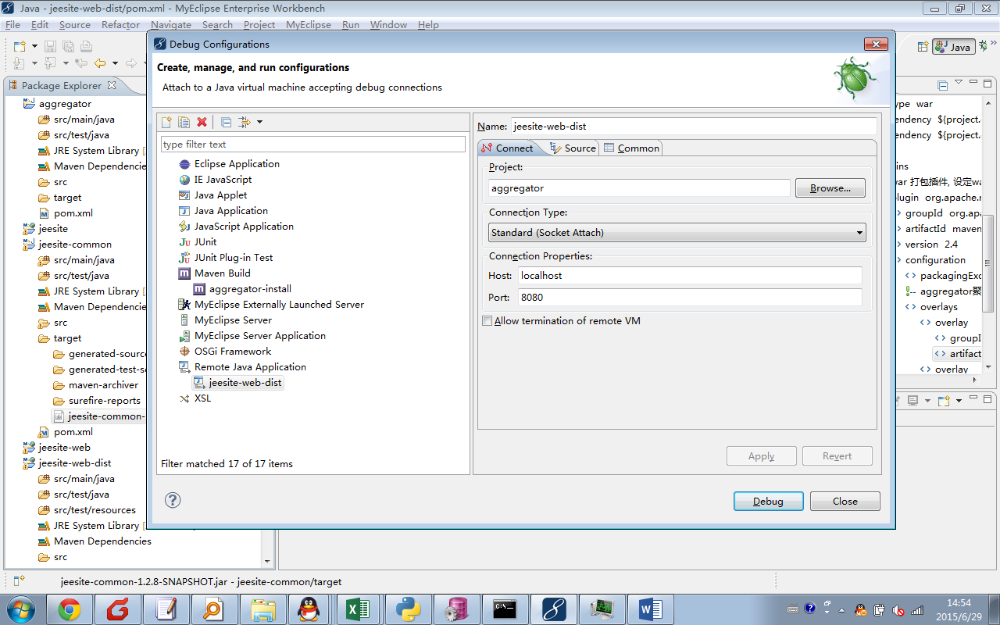 Java - jeesite-web-dist/pom.xml - MyEclipse Enterprise Workbench
File Edit Source Refactor Navigate Search Project MyEclipse Run Window Help
Java
Package Explorer
aggregator
src/main/java
src/test/java
JRE System Library [
Maven Dependencie
src
target
pom.xml
jeesite
jeesite-common
src/main/java
src/test/java
JRE System Library [
Maven Dependencie
src
target
generated-source
generated-test-so
maven-archiver
surefire-reports
jeesite-common-
pom.xml
jeesite-web
jeesite-web-dist
src/main/java
src/test/java
src/test/resources
JRE System Library [
Maven Dependencies
src
Debug Configurations
Create, manage, and run configurations
Attach to a Java virtual machine accepting debug connections
type filter text
Eclipse Application
IE JavaScript
Java Applet
Java Application
JavaScript Application
JUnit
JUnit Plug-in Test
Maven Build
aggregator-install
MyEclipse Externally Launched Server
MyEclipse Server
MyEclipse Server Application
OSGi Framework
Remote Java Application
jeesite-web-dist
XSL
Filter matched 17 of 17 items
Name: jeesite-web-dist
Connect Source Common
Project:
aggregator
Browse...
Connection Type:
Standard (Socket Attach)
Connection Properties:
Host: localhost
Port: 8080
Allow termination of remote VM
Apply Revert
Debug Close
ype war
endency ${project.
endency ${project.
ins
war 打包插件, 设定wa
lugin org.apache.m
groupId org.apa
artifactId maven
version 2.4
configuration
packagingExc
aggregator聚
overlays
overlay
groupI
artifact
overlay
jeesite-common-1.2.8-SNAPSHOT.jar - jeesite-common/target
14:54
2015/6/29